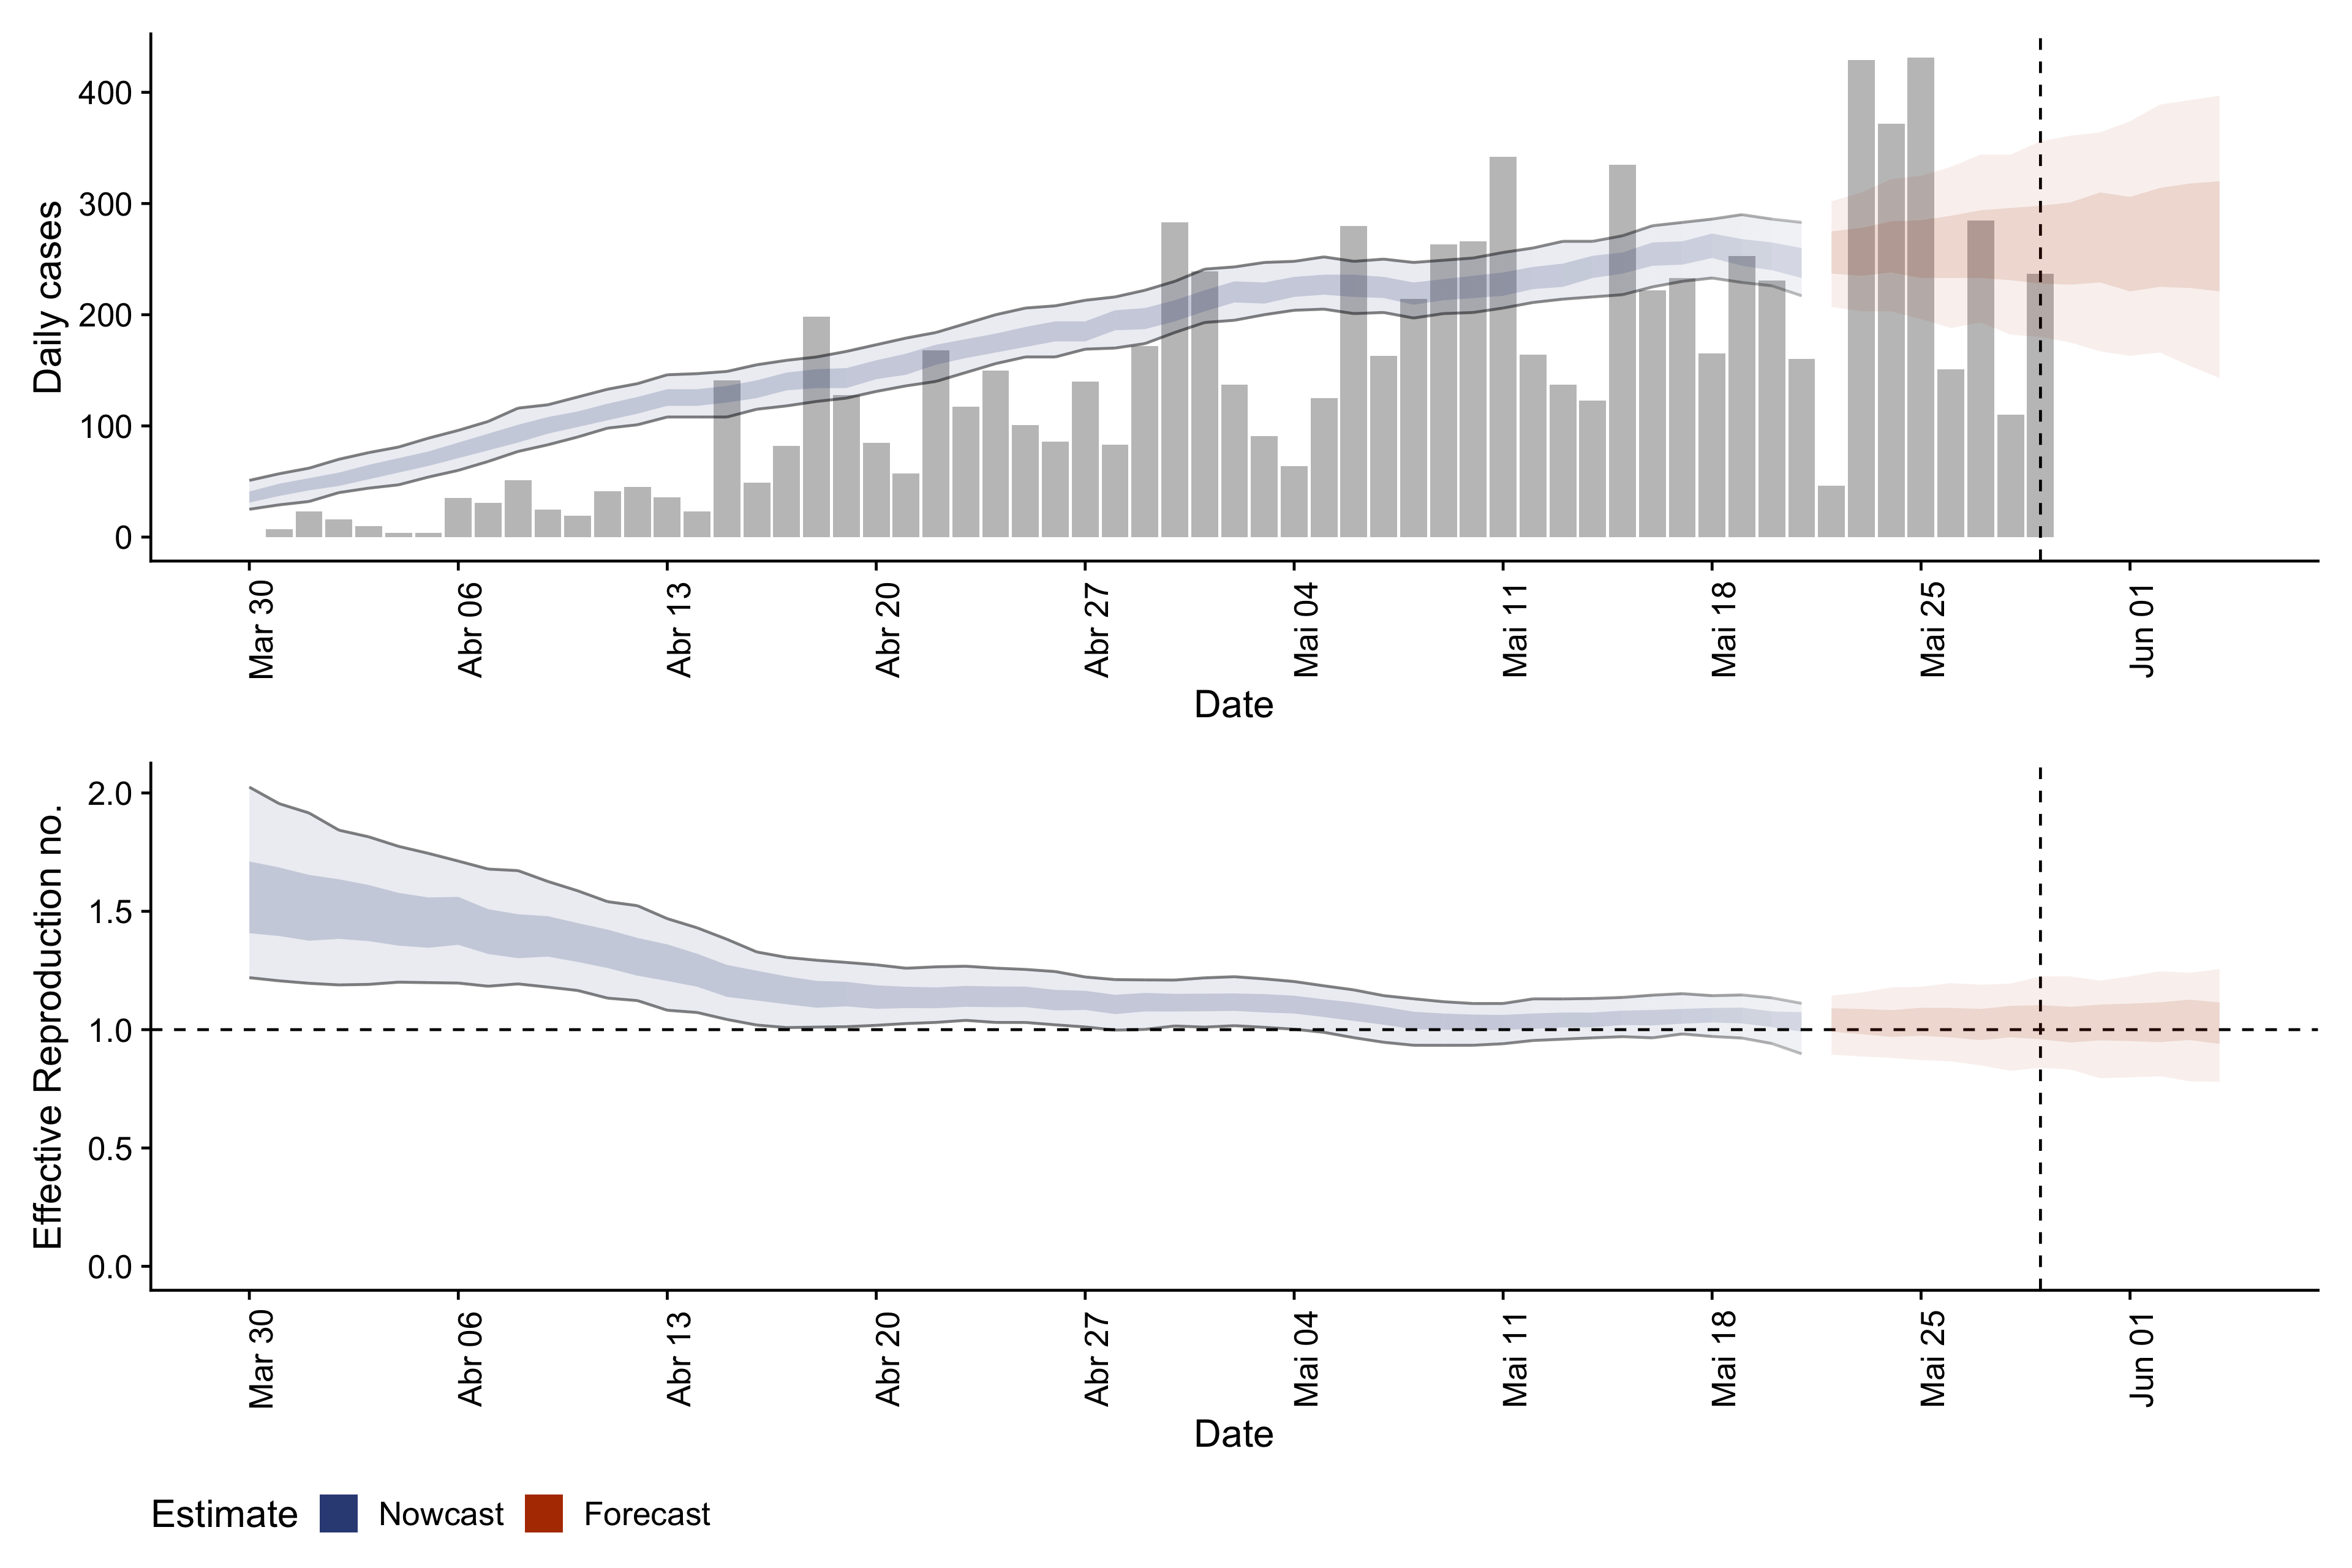 Daily cases
400
300
200
100
0
Mar 30
Abr 06
Abr 13
Abr 20
Abr 27
Mai 04
Mai 11
Mai 18
Mai 25
Jun 01
Date
Effective Reproduction no.
2.0
1.5
1.0
0.5
0.0
Mar 30
Abr 06
Abr 13
Abr 20
Abr 27
Mai 04
Mai 11
Mai 18
Mai 25
Jun 01
Date
Estimate Nowcast Forecast